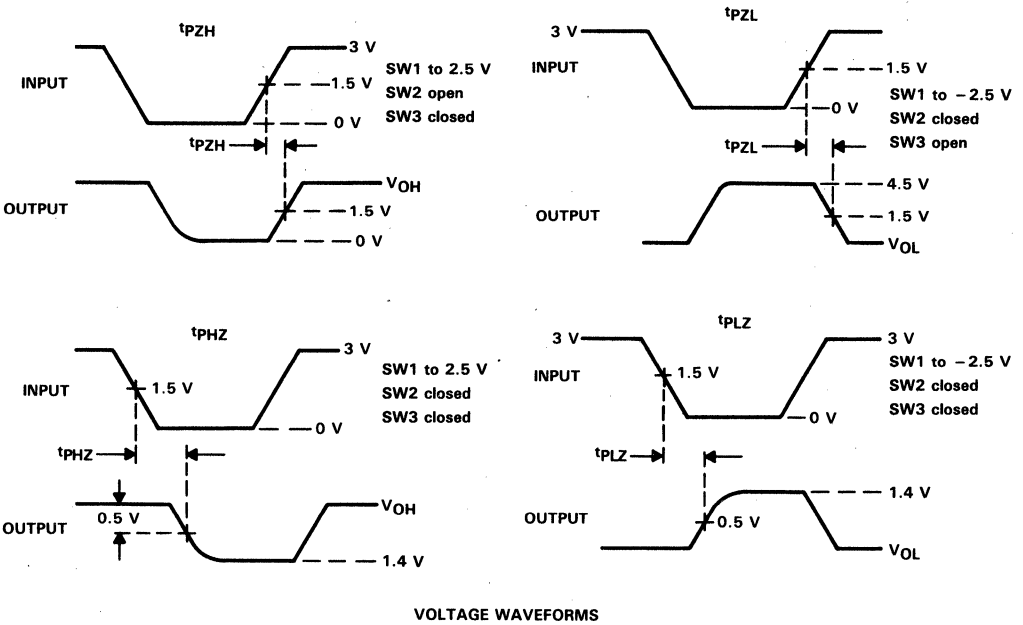 tPZH
INPUT
3 V
1.5 V
0 V
SW1 to 2.5 V
SW2 open
SW3 closed
tPZH
OUTPUT
VOH
1.5 V
0 V
tPZL
3 V
INPUT
1.5 V
0 V
SW1 to −2.5 V
SW2 closed
SW3 open
tPZL
OUTPUT
4.5 V
1.5 V
VOL
tPHZ
INPUT
3 V
1.5 V
0 V
SW1 to 2.5 V
SW2 closed
SW3 closed
tPHZ
OUTPUT
0.5 V
VOH
1.4 V
tPLZ
3 V
INPUT
3 V
1.5 V
0 V
SW1 to −2.5 V
SW2 closed
SW3 closed
tPLZ
OUTPUT
1.4 V
0.5 V
VOL
VOLTAGE WAVEFORMS